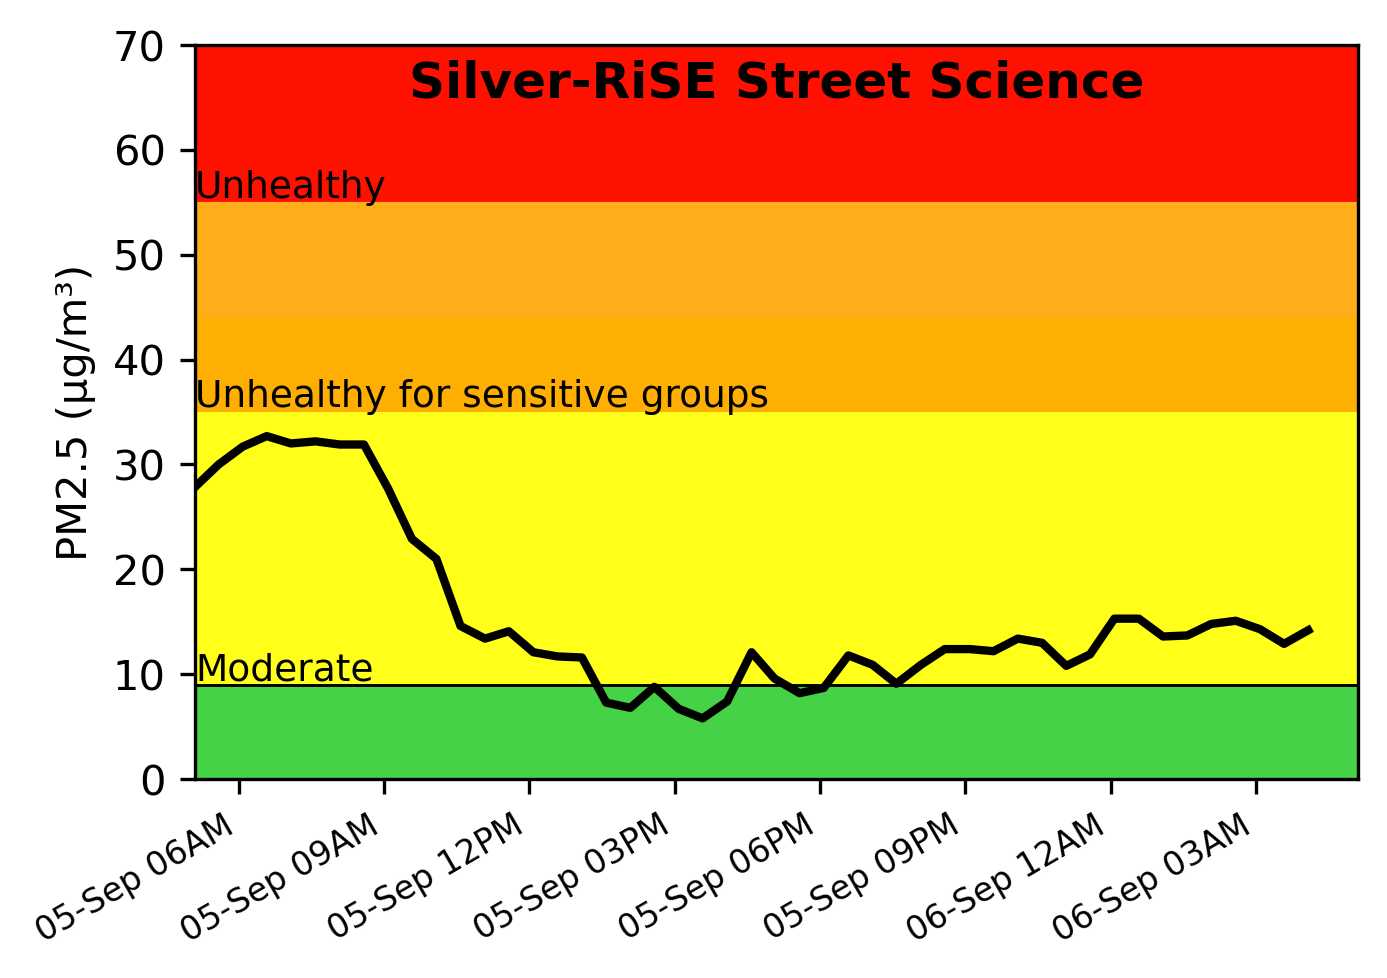 Silver-RiSE Street Science
70
60
Unhealthy
50
40
Unhealthy for sensitive groups
30
20
Moderate
10
0
PM2.5 (µg/m³)
05-Sep 06AM
05-Sep 09AM
05-Sep 12PM
05-Sep 03PM
05-Sep 06PM
05-Sep 09PM
06-Sep 12AM
06-Sep 03AM